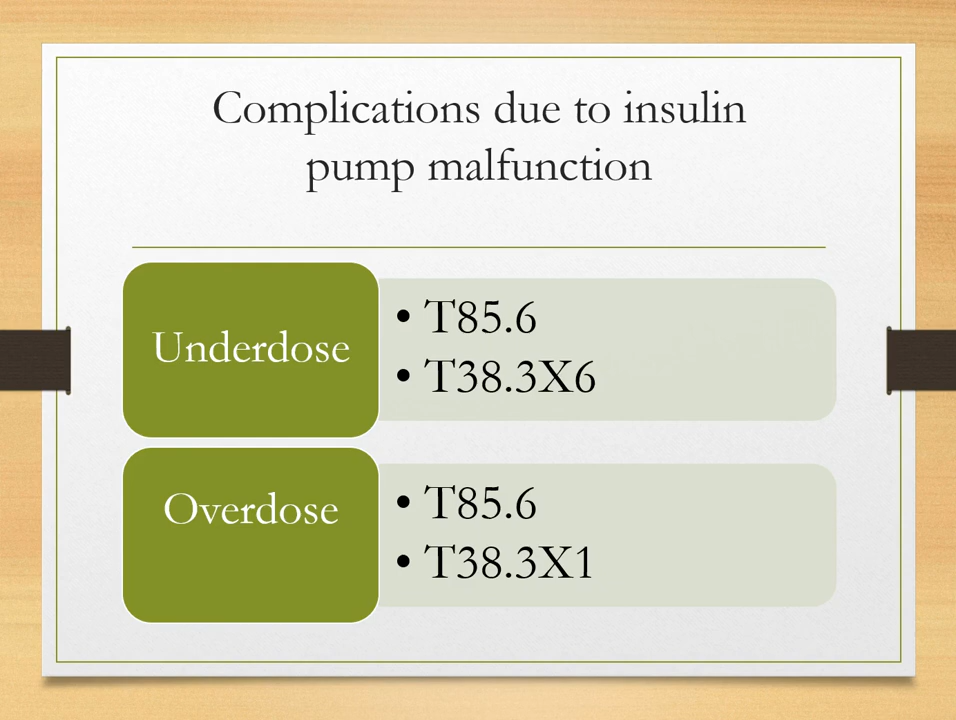 Complications due to insulin
pump malfunction
Underdose
• T85.6
• T38.3X6
Overdose
• T85.6
• T38.3X1